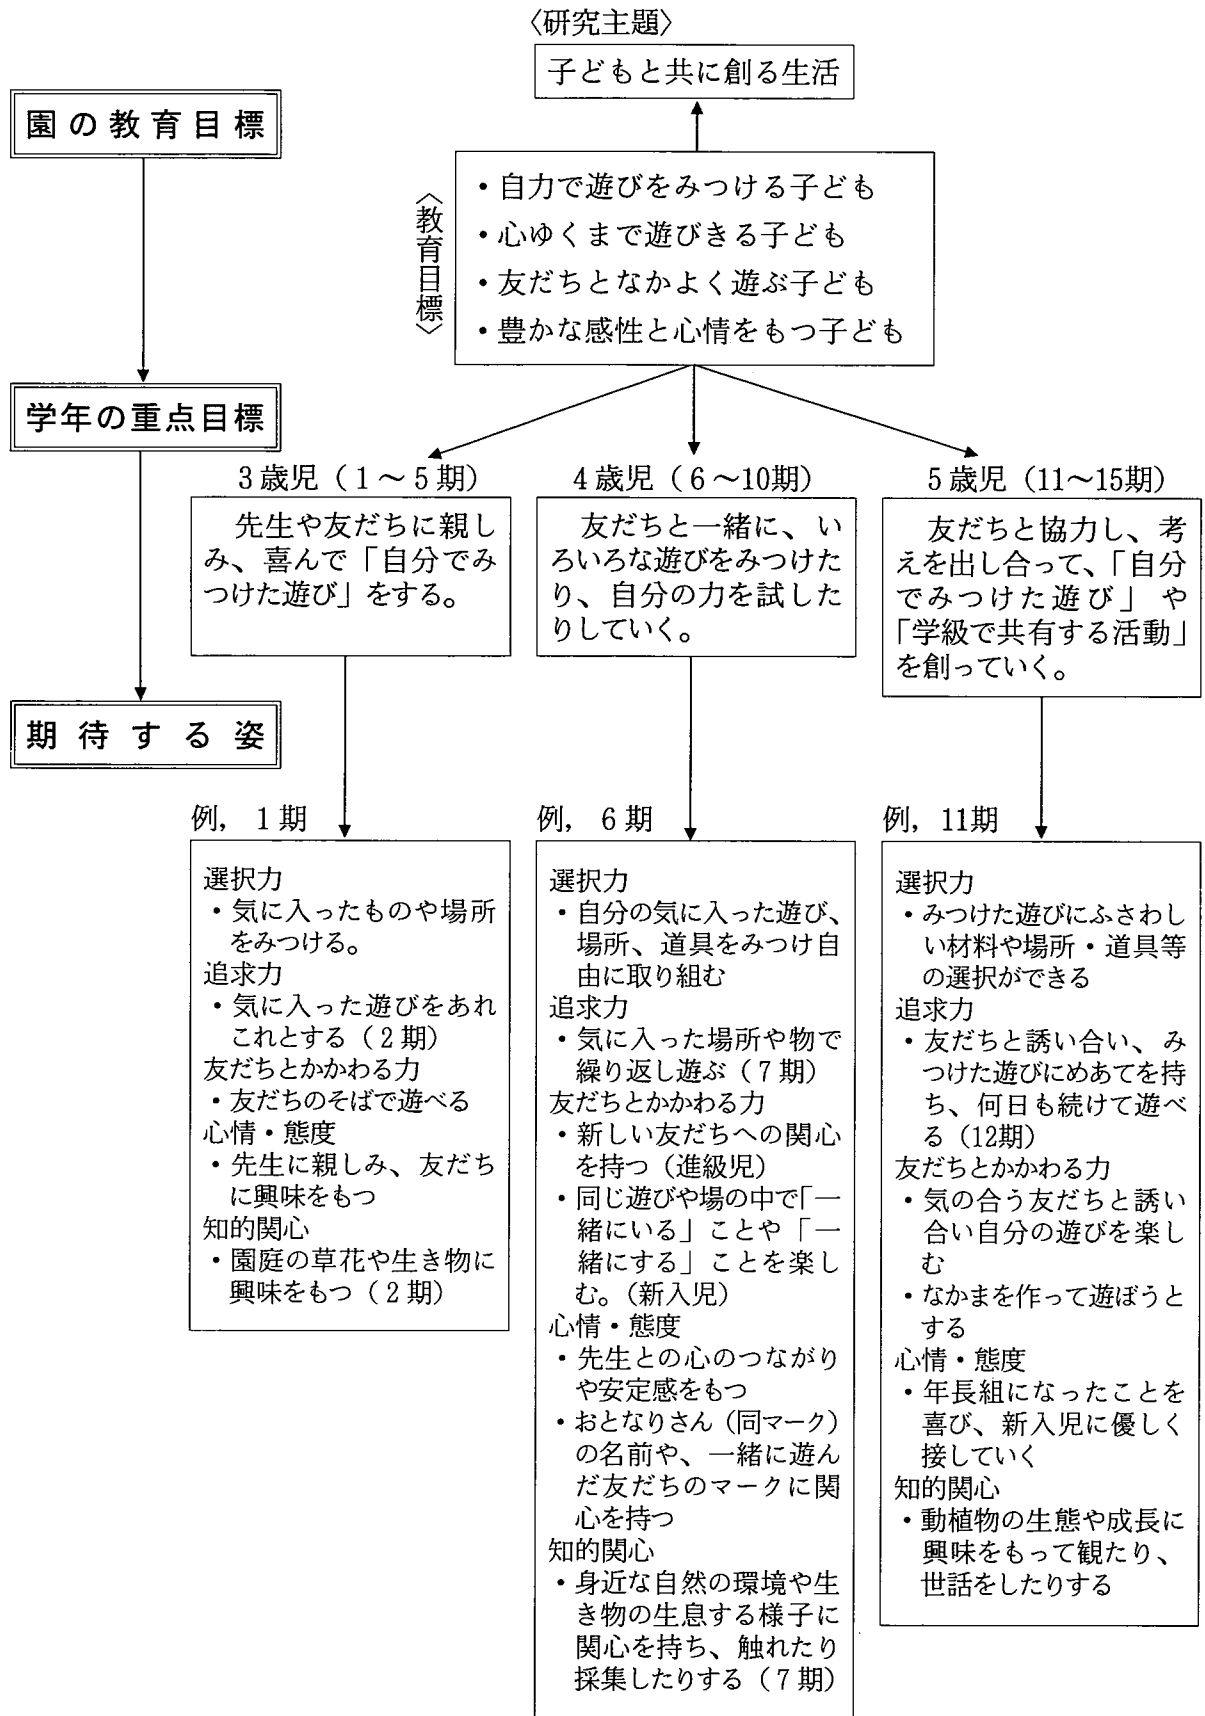 〈研究主題〉
子どもと共に創る生活
園の教育目標
〈教育目標〉
・自力で遊びをみつける子ども
・心ゆくまで遊びきる子ども
・友だちとなかよく遊ぶ子ども
・豊かな感性と心情をもつ子ども
学年の重点目標
3歳児（1～5期）
先生や友だちに親し
み、喜んで「自分でみ
つけた遊び」をする。
4歳児（6～10期）
友だちと一緒に、い
ろいろな遊びをみつけた
り、自分の力を試した
りしていく。
5歳児（11～15期）
友だちと協力し、考
えを出し合って、「自分
でみつけた遊び」や
「学級で共有する活動」
を創っていく。
期待する姿
例，1期
選択力
・気に入ったものや場所
をみつける。
追求力
・気に入った遊びをあれ
これとする（2期）
友だちとかかわる力
・友だちのそばで遊べる
心情・態度
・先生に親しみ、友だち
に興味をもつ
知的関心
・園庭の草花や生き物に
興味をもつ（2期）
例，6期
選択力
・自分の気に入った遊び、
場所、道具をみつけ自
由に取り組む
追求力
・気に入った場所や物で
繰り返し遊ぶ（7期）
友だちとかかわる力
・新しい友だちへの関心
を持つ（進級児）
・同じ遊びや場の中で「一
緒にいる」ことや「一
緒にする」ことを楽し
む。（新入児）
心情・態度
・先生との心のつながり
や安定感をもつ
・おとなりさん（同マーク）
の名前や、一緒に遊ん
だ友だちのマークに関
心を持つ
知的関心
・身近な自然の環境や生
き物の生息する様子に
関心を持ち、触れたり
採集したりする（7期）
例，11期
選択力
・みつけた遊びにふさわし
い材料や場所・道具等
の選択ができる
追求力
・友だちと誘い合い、み
つけた遊びにめあてを持
ち、何日も続けて遊べ
る（12期）
友だちとかかわる力
・気の合う友だちと誘い
合い自分の遊びを楽し
む
・なかまを作って遊ぼうと
する
心情・態度
・年長組になったことを
喜び、新入児に優しく
接していく
知的関心
・動植物の生態や成長に
興味をもって観たり、
世話をしたりする